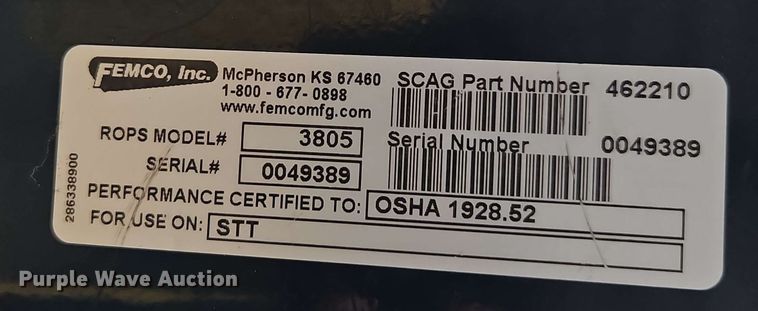 FEMCO, Inc. McPherson KS 67460
1-800-677-0898
www.femcomfg.com
SCAG Part Number 462210
ROPS MODEL# 3805
Serial Number 0049389
SERIAL# 0049389
PERFORMANCE CERTIFIED TO: OSHA 1928.52
FOR USE ON: STT
286338900
Purple Wave Auction